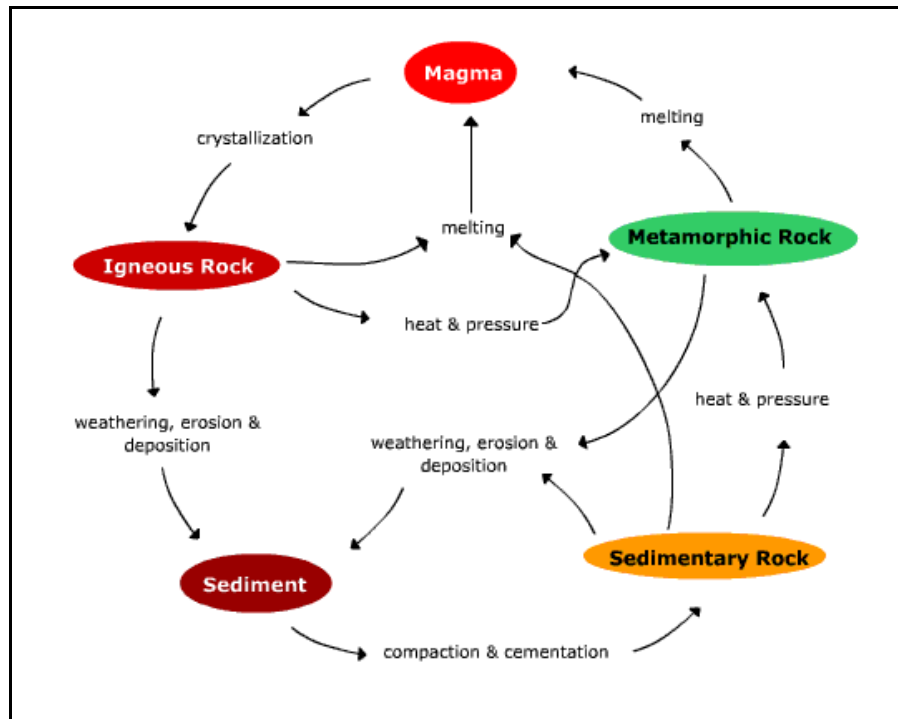 Magma
melting
crystallization
melting
Metamorphic Rock
Igneous Rock
heat & pressure
heat & pressure
weathering, erosion &
deposition
weathering, erosion &
deposition
Sedimentary Rock
Sediment
compaction & cementation